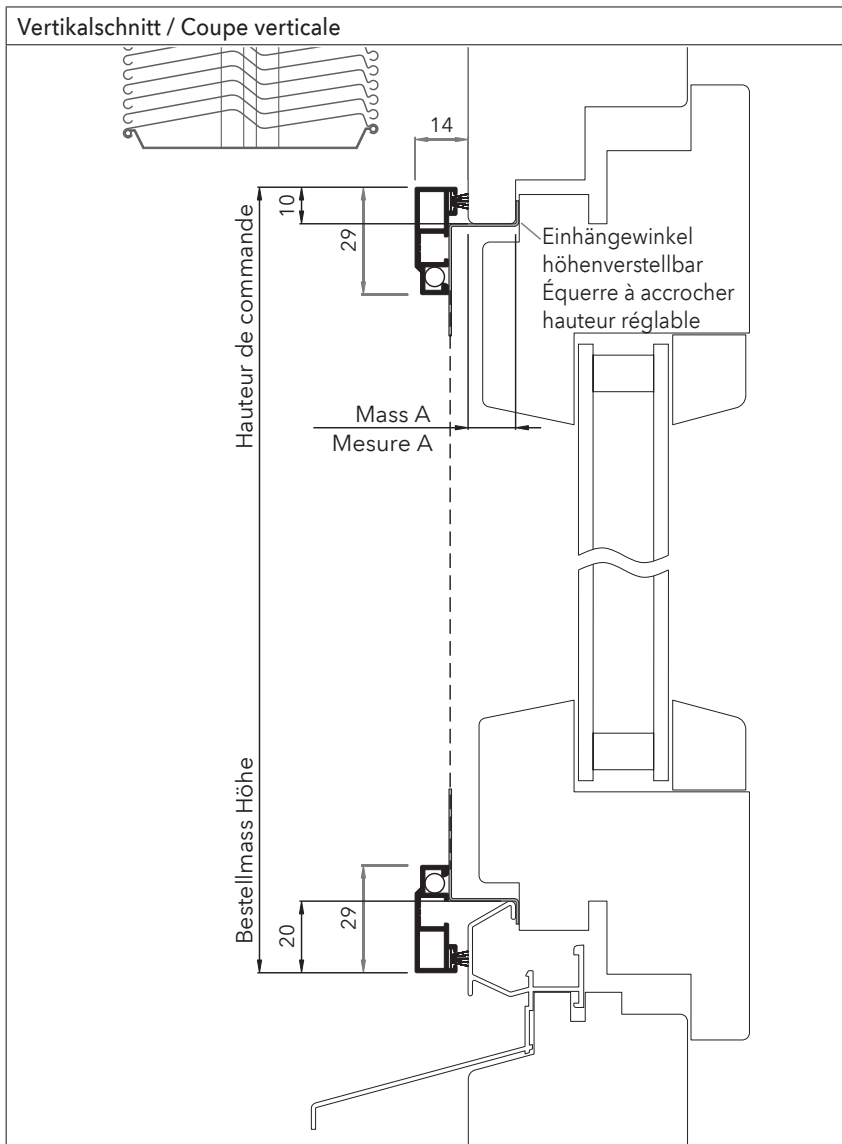 Vertikalschnitt / Coupe verticale
14
10
29
Hauteur de commande
Einhängewinkel
höhenverstellbar
Équerre à accrocher
hauteur réglable
Mass A
Mesure A
Bestellmass Höhe
20
29